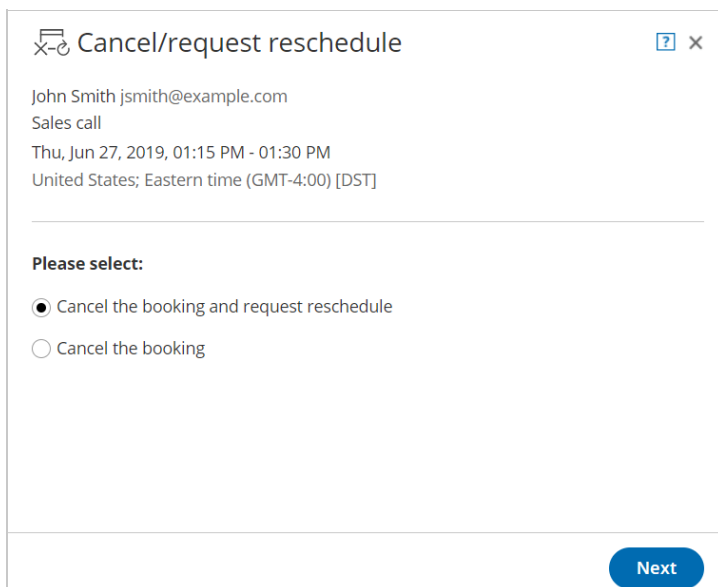 Cancel/request reschedule
?
John Smith jsmith@example.com
Sales call
Thu, Jun 27, 2019, 01:15 PM - 01:30 PM
United States; Eastern time (GMT-4:00) [DST]
Please select:
Cancel the booking and request reschedule
Cancel the booking
Next